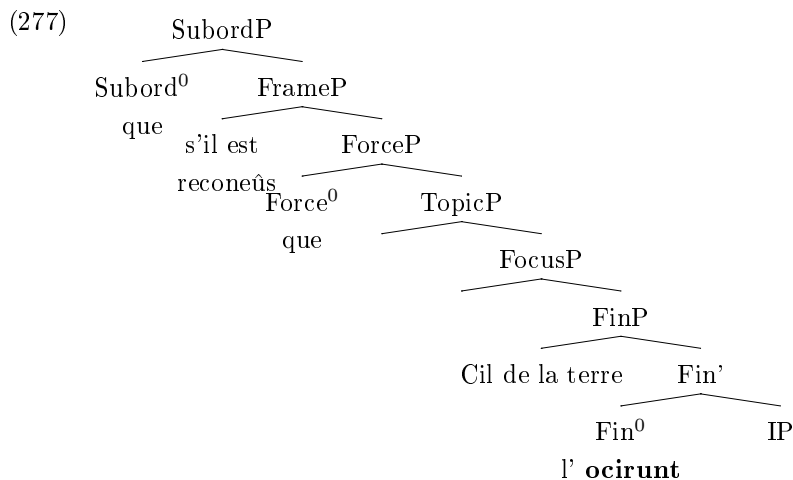 (277)
SubordP
Subord⁰ FrameP
que
s'il est ForceP
reconeûs
Force⁰ TopicP
que
FocusP
FinP
Cil de la terre Fin'
Fin⁰ IP
l' ocirunt